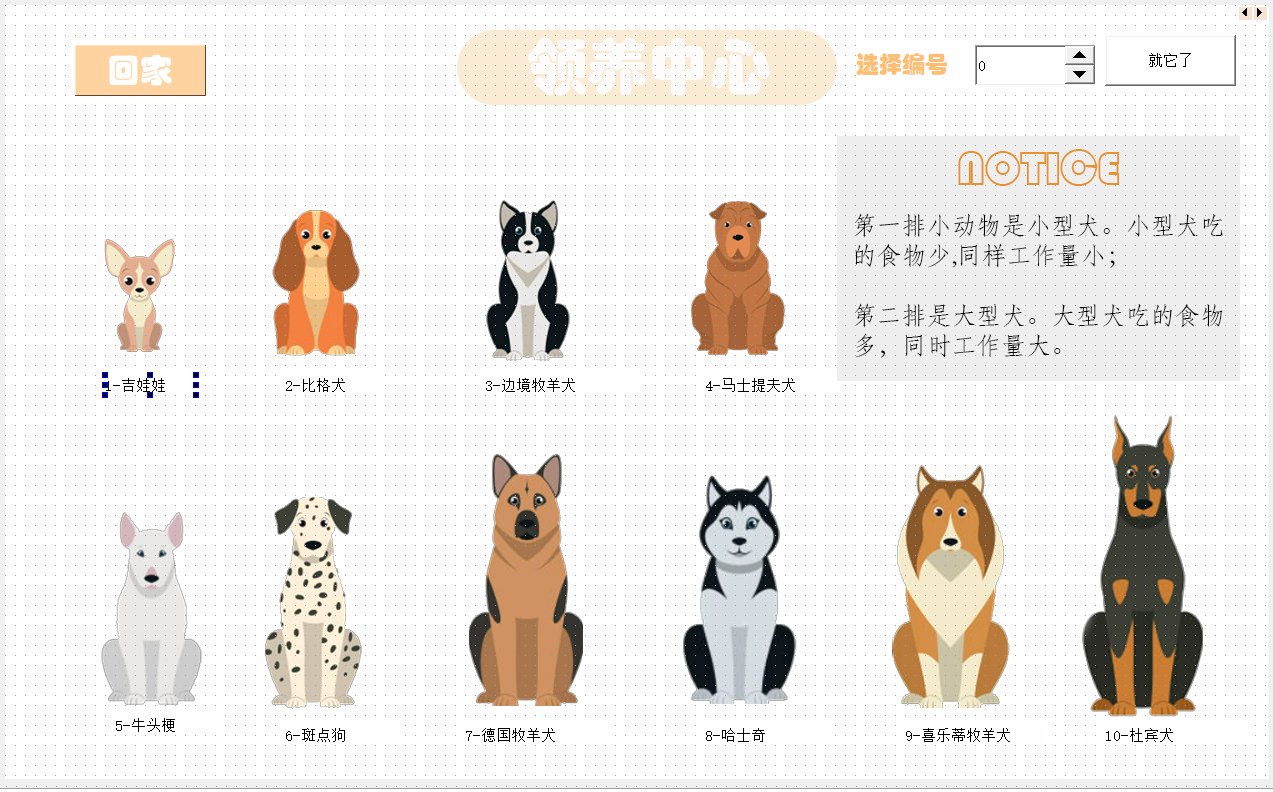 回家
领养中心
选择编号
0
就它了
NOTICE
第一排小动物是小型犬。小型犬吃
的食物少,同样工作量小;
第二排是大型犬。大型犬吃的食物
多，同时工作量大。
1-吉娃娃
2-比格犬
3-边境牧羊犬
4-马士提夫犬
5-牛头梗
6-斑点狗
7-德国牧羊犬
8-哈士奇
9-喜乐蒂牧羊犬
10-杜宾犬